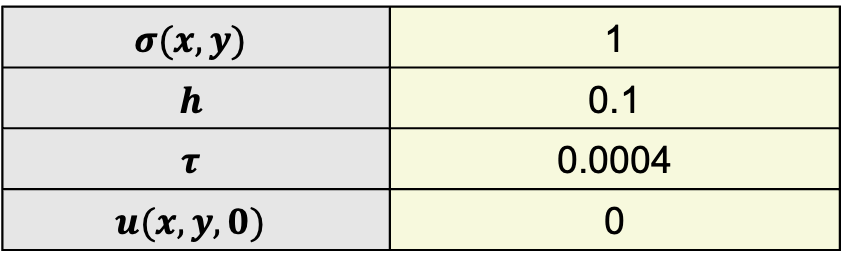 σ(x, y) 1
h 0.1
τ 0.0004
u(x, y, 0) 0